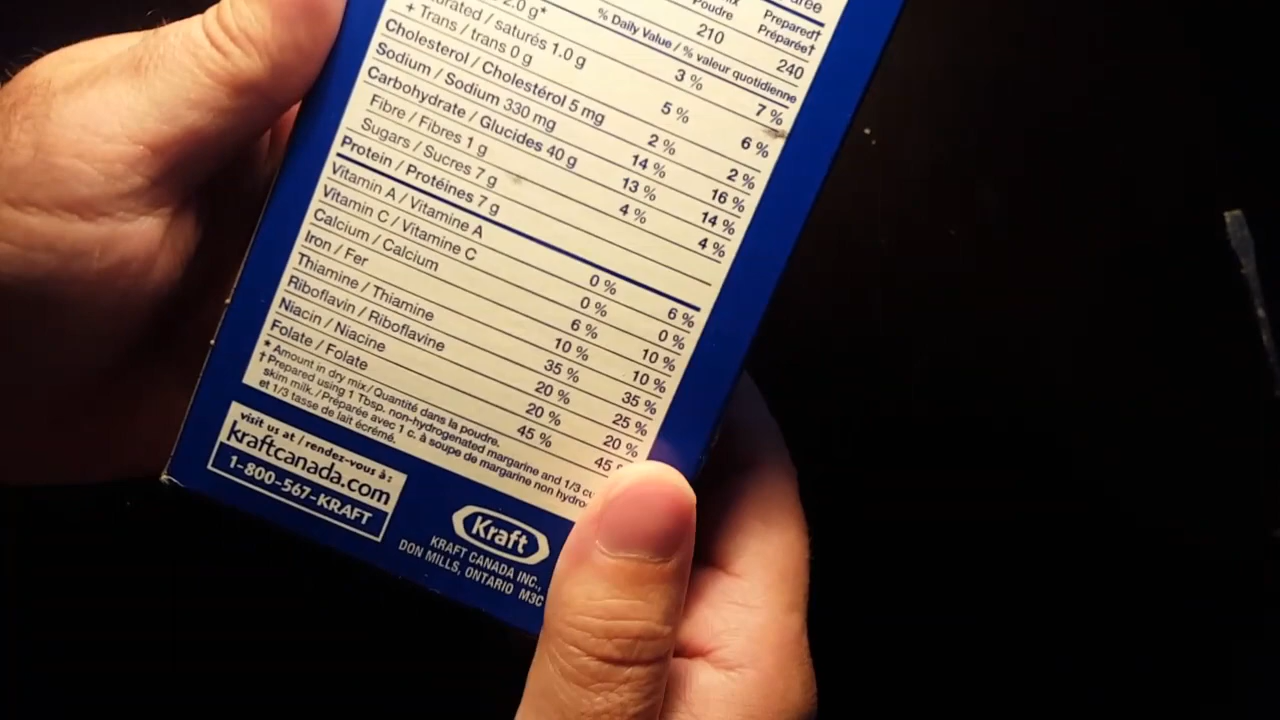 Poudre Préparée†
Prepared†
210 240
% Daily Value / % valeur quotidienne
2.0 g* 3 % 7 %
saturés 1.0 g
+ Trans / trans 0 g 5 % 6 %
Cholesterol / Cholestérol 5 mg 2 % 2 %
Sodium / Sodium 330 mg 14 % 16 %
Carbohydrate / Glucides 40 g 13 % 14 %
Fibre / Fibres 1 g 4 % 4 %
Sugars / Sucres 7 g
Protein / Protéines 7 g
Vitamin A / Vitamine A 0 % 6 %
Vitamin C / Vitamine C 0 % 0 %
Calcium / Calcium 6 % 10 %
Iron / Fer 10 % 10 %
Thiamine / Thiamine 35 % 35 %
Riboflavin / Riboflavine 20 % 25 %
Niacin / Niacine 20 % 20 %
Folate / Folate 45 % 45
* Amount in dry mix / Quantité dans la poudre.
† Prepared using 1 Tbsp. non-hydrogenated margarine and 1/3
skim milk. / Préparée avec 1 c. à soupe de margarine non
et 1/3 tasse de lait écrémé.
visit us at / rendez-vous à :
kraftcanada.com
1-800-567-KRAFT
Kraft
KRAFT CANADA INC.,
DON MILLS, ONTARIO M3C